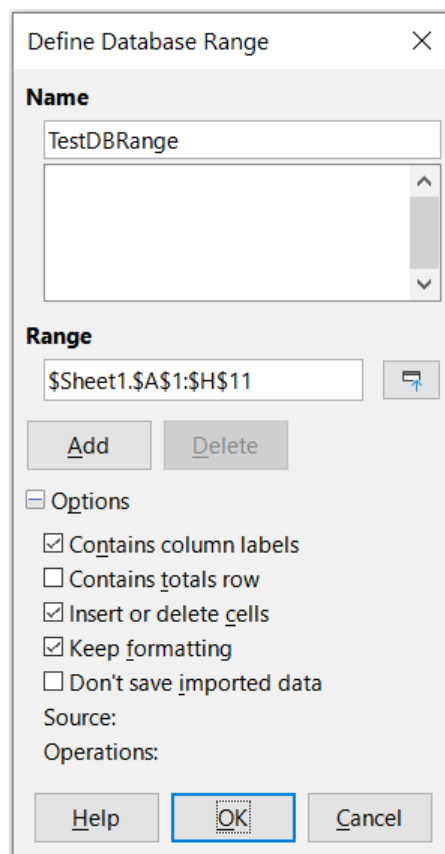 Define Database Range
Name
TestDBRange
Range
$Sheet1.$A$1:$H$11
Add Delete
Options
Contains column labels
Contains totals row
Insert or delete cells
Keep formatting
Don't save imported data
Source:
Operations:
Help OK Cancel